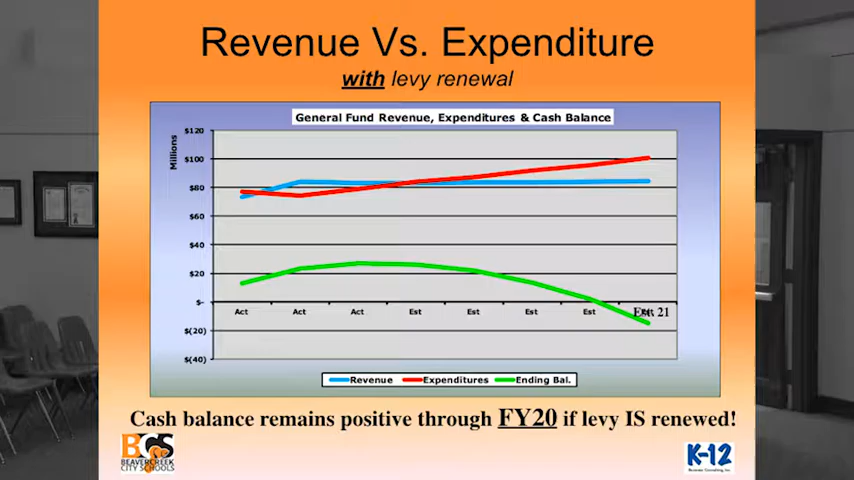 Revenue Vs. Expenditure
with levy renewal
General Fund Revenue, Expenditures & Cash Balance
Millions
$120
$100
$80
$60
$40
$20
$-
$(20)
$(40)
Act Act Act Est Est Est Est Est. 21
Revenue Expenditures Ending Bal.
Cash balance remains positive through FY20 if levy IS renewed!
BCS
BEAVERCREEK
CITY SCHOOLS
K-12